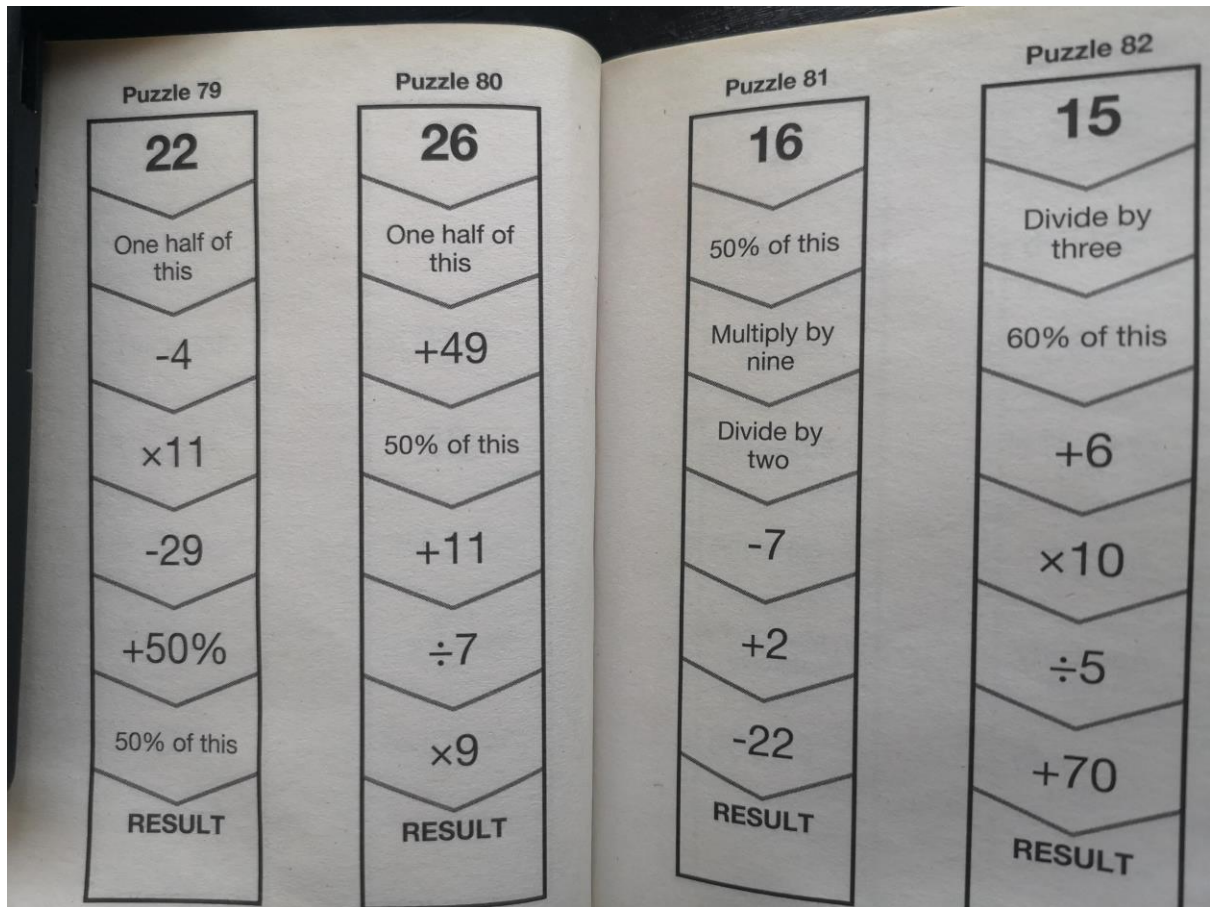 Puzzle 79
22
One half of
this
-4
×11
-29
+50%
50% of this
RESULT
Puzzle 80
26
One half of
this
+49
50% of this
+11
÷7
×9
RESULT
Puzzle 81
16
50% of this
Multiply by
nine
Divide by
two
-7
+2
-22
RESULT
Puzzle 82
15
Divide by
three
60% of this
+6
×10
÷5
+70
RESULT